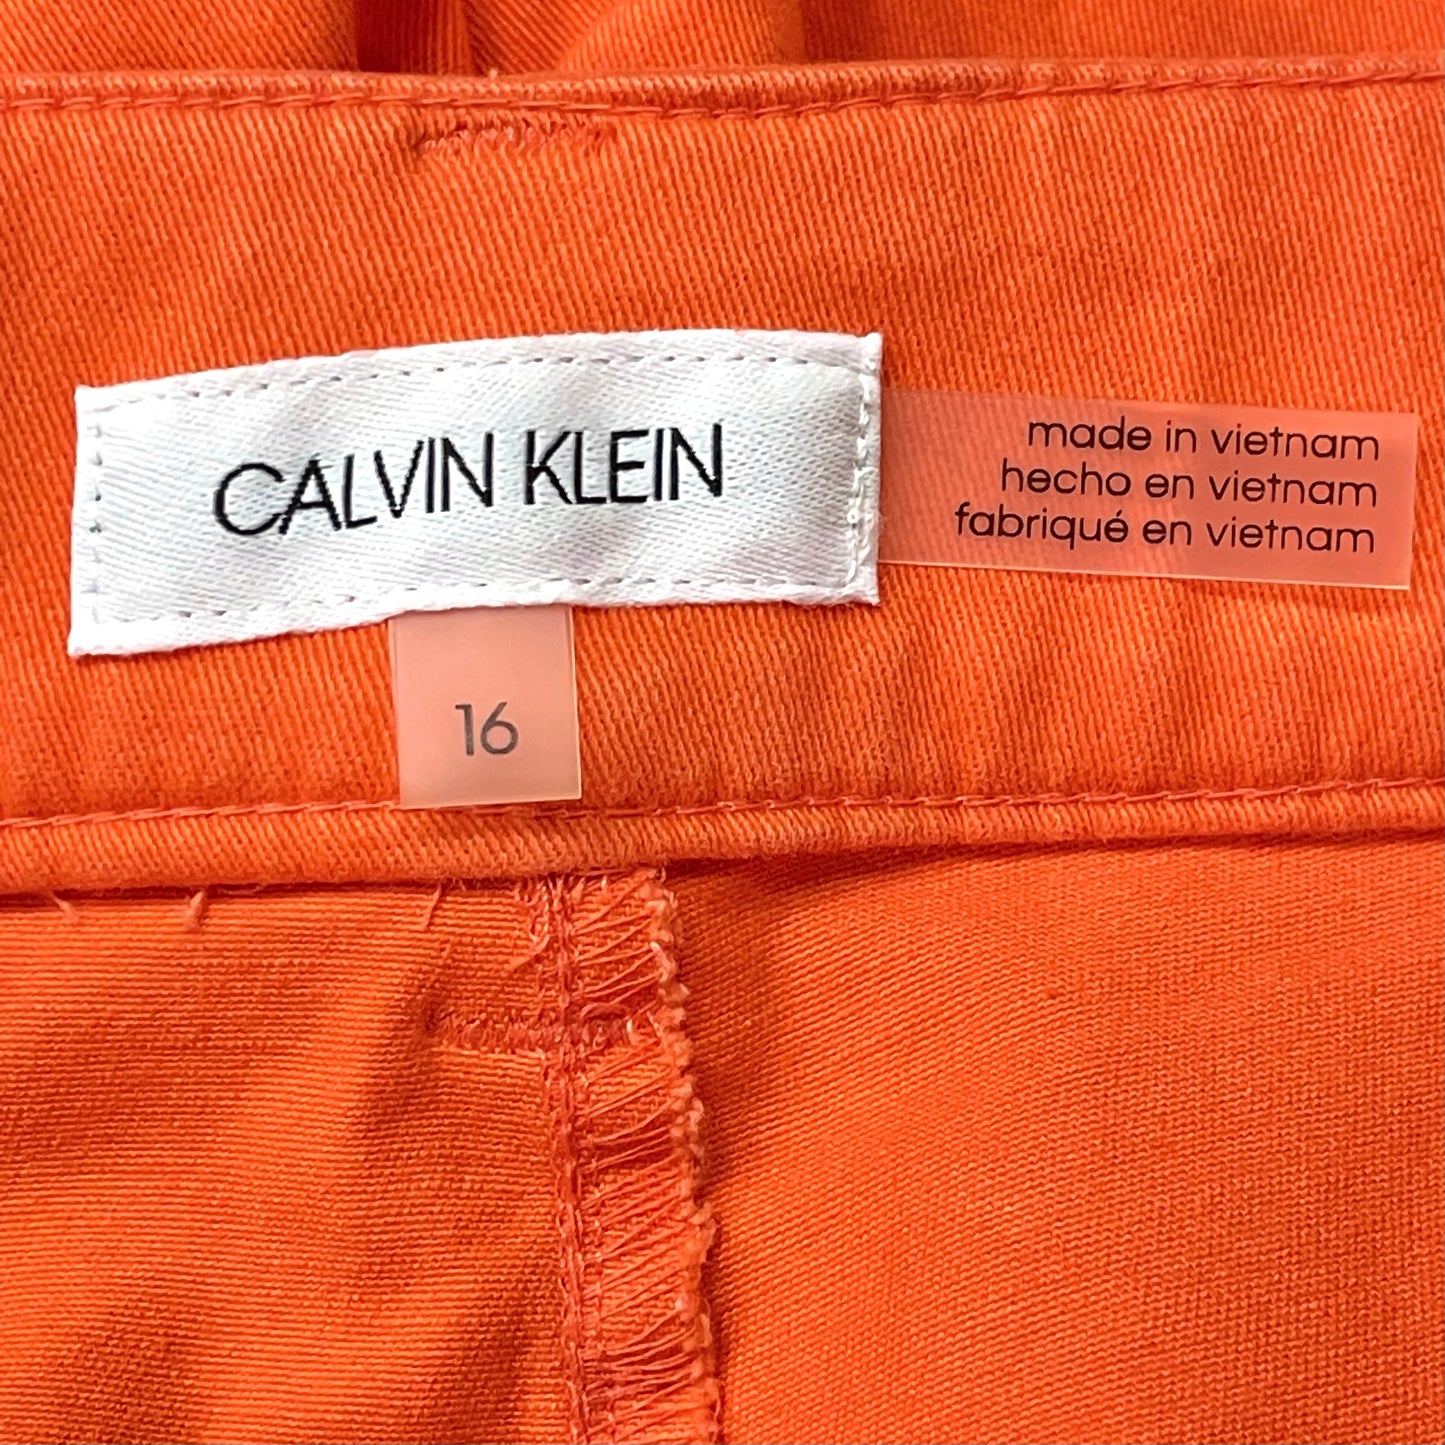 CALVIN KLEIN
made in vietnam
hecho en vietnam
fabriqué en vietnam
16